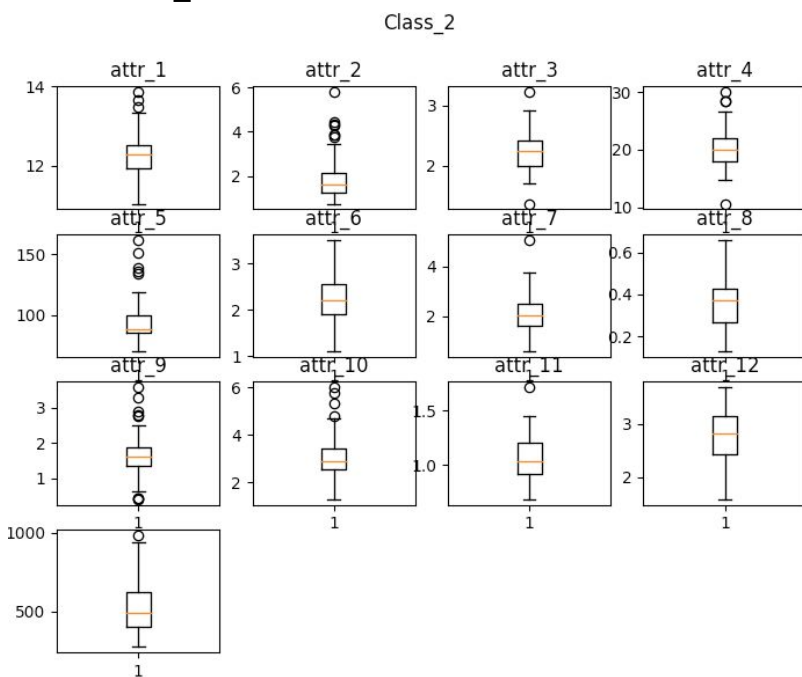 Class_2
attr_1 attr_2 attr_3 attr_4
14 6 3 30
12 4 2 20
2 10
attr_5 attr_6 attr_7 attr_8
150 3 4 0.6
100 2 2 0.4
1 0.2
attr_9 attr_10 attr_11 attr_12
3 6 1.5 3
2 4 1.0 2
1 2
1 1 1 1
1000
500
1